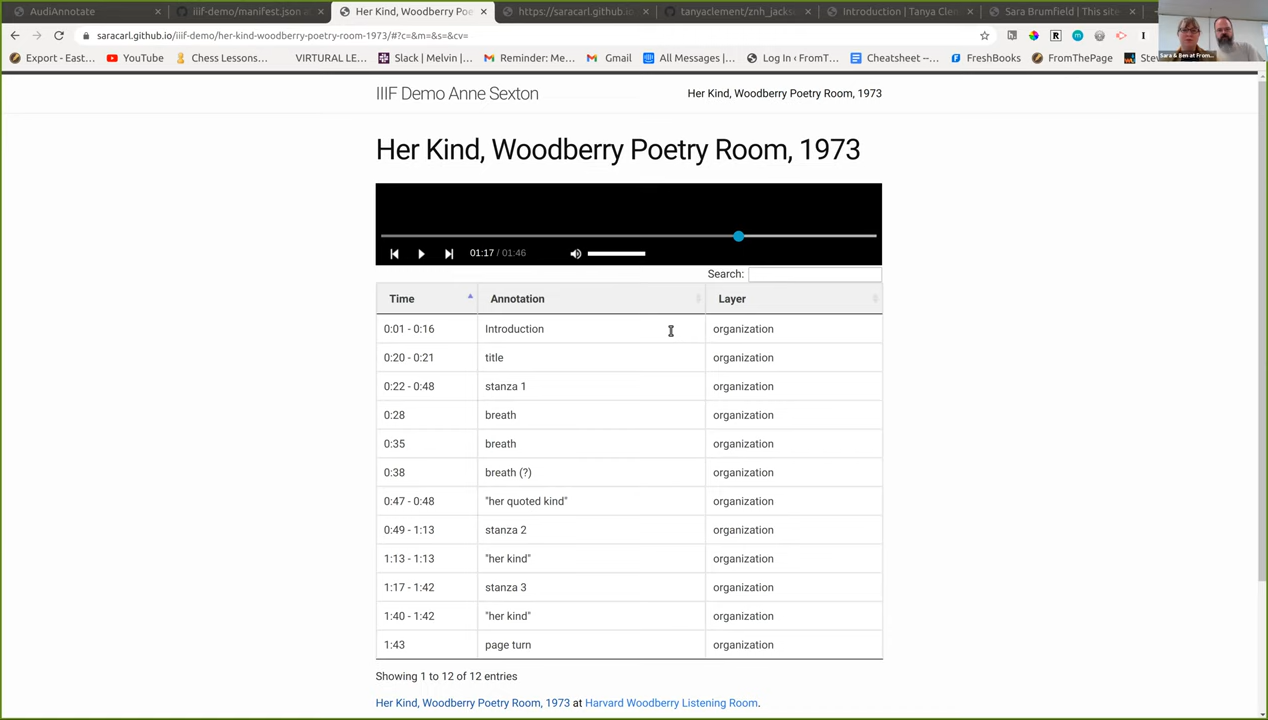 AudiAnnotate
iiif-demo/manifest.json
Her Kind, Woodberry Poe
https://saracarl.github.io/
tanyaclement/znh_jacks
Introduction | Tanya Cle
Sara Brumfield | This site
saracarl.github.io/iiif-demo/her-kind-woodberry-poetry-room-1973/#?c=&m=&s=&cv=
Export - East...
YouTube
Chess Lessons...
VIRTUAL LE...
Slack | Melvin |...
Reminder: Me...
Gmail
All Messages |...
Log In ‹ FromT...
Cheatsheet --...
FreshBooks
FromThePage
Sara & Ben at From...
IIIF Demo Anne Sexton
Her Kind, Woodberry Poetry Room, 1973
Her Kind, Woodberry Poetry Room, 1973
01:17 / 01:46
Search:
Time Annotation Layer
0:01 - 0:16 Introduction organization
0:20 - 0:21 title organization
0:22 - 0:48 stanza 1 organization
0:28 breath organization
0:35 breath organization
0:38 breath (?) organization
0:47 - 0:48 "her quoted kind" organization
0:49 - 1:13 stanza 2 organization
1:13 - 1:13 "her kind" organization
1:17 - 1:42 stanza 3 organization
1:40 - 1:42 "her kind" organization
1:43 page turn organization
Showing 1 to 12 of 12 entries
Her Kind, Woodberry Poetry Room, 1973 at Harvard Woodberry Listening Room.